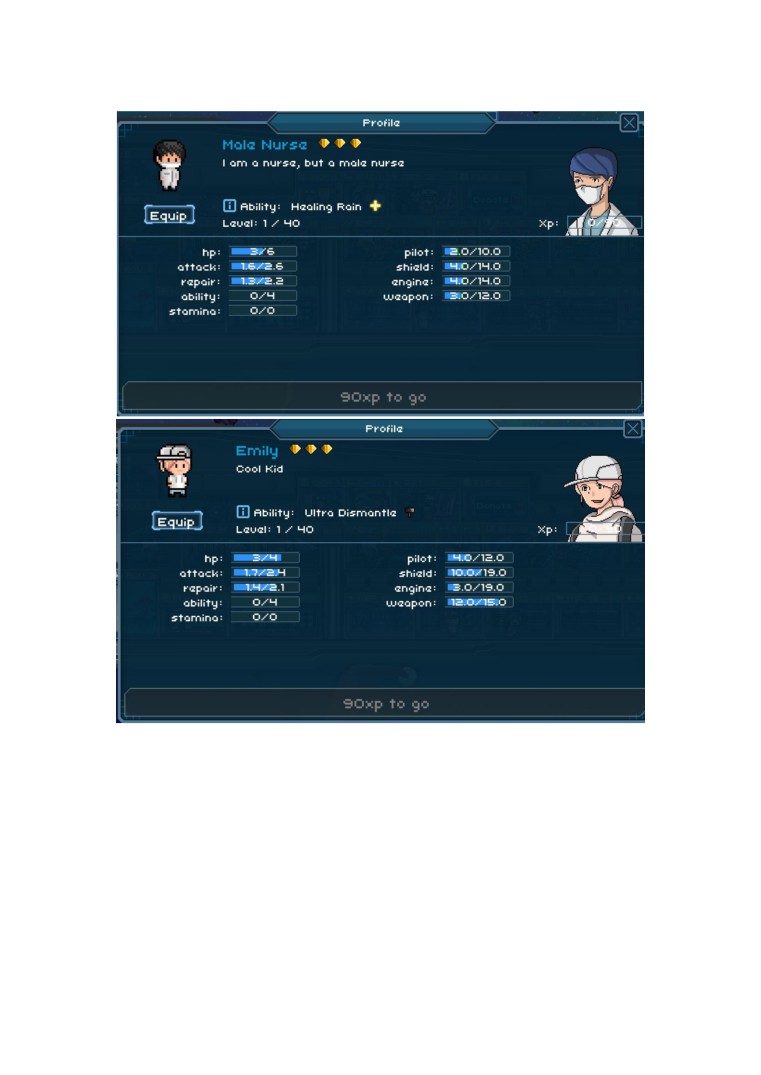 Profile
Male Nurse
I am a nurse, but a male nurse
Equip
Ability: Healing Rain
Level: 1 / 40
Xp:
hp: 3/6
attack: 1.6/2.6
repair: 1.3/2.2
ability: 0/4
stamina: 0/0
pilot: 2.0/10.0
shield: 4.0/14.0
engine: 4.0/14.0
weapon: 3.0/12.0
90xp to go
Profile
Emily
Cool Kid
Equip
Ability: Ultra Dismantle
Level: 1 / 40
Xp:
hp: 3/4
attack: 1.7/2.4
repair: 1.4/2.1
ability: 0/4
stamina: 0/0
pilot: 4.0/12.0
shield: 10.0/19.0
engine: 3.0/19.0
weapon: 12.0/15.0
90xp to go